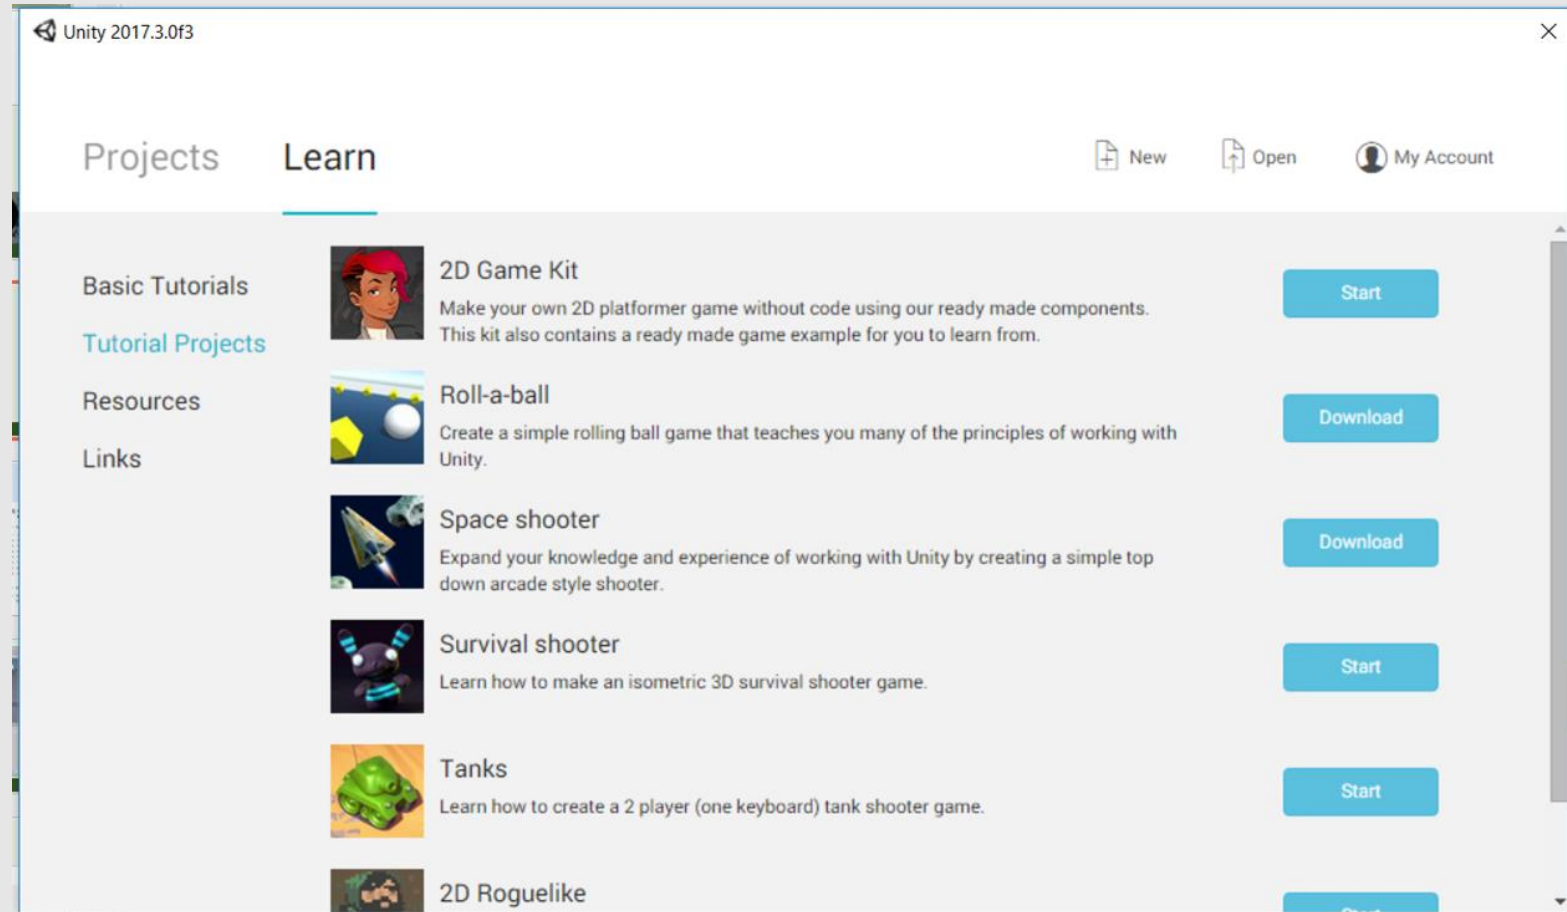 Unity 2017.3.0f3
Projects
Learn
New
Open
My Account
Basic Tutorials
Tutorial Projects
Resources
Links
2D Game Kit
Make your own 2D platformer game without code using our ready made components.
This kit also contains a ready made game example for you to learn from.
Start
Roll-a-ball
Create a simple rolling ball game that teaches you many of the principles of working with
Unity.
Download
Space shooter
Expand your knowledge and experience of working with Unity by creating a simple top
down arcade style shooter.
Download
Survival shooter
Learn how to make an isometric 3D survival shooter game.
Start
Tanks
Learn how to create a 2 player (one keyboard) tank shooter game.
Start
2D Roguelike
Start